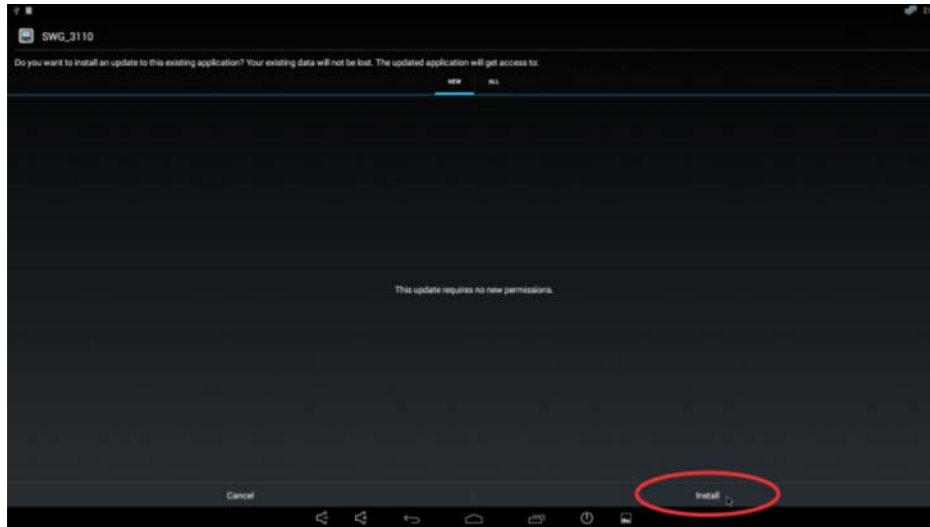 SWG_3110
Do you want to install an update to this existing application? Your existing data will not be lost. The updated application will get access to:
NEW ALL
This update requires no new permissions.
Cancel Install